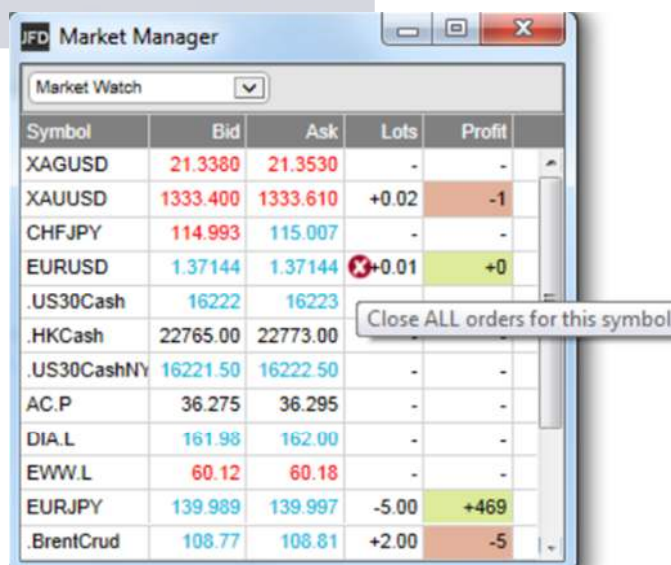 JFD Market Manager
Market Watch
Symbol Bid Ask Lots Profit
XAGUSD 21.3380 21.3530 - -
XAUUSD 1333.400 1333.610 +0.02 -1
CHFJPY 114.993 115.007 - -
EURUSD 1.37144 1.37144 +0.01 +0
.US30Cash 16222 16223
Close ALL orders for this symbol
.HKCash 22765.00 22773.00 - -
.US30CashNY 16221.50 16222.50 - -
AC.P 36.275 36.295 - -
DIA.L 161.98 162.00 - -
EWW.L 60.12 60.18 - -
EURJPY 139.989 139.997 -5.00 +469
.BrentCrud 108.77 108.81 +2.00 -5